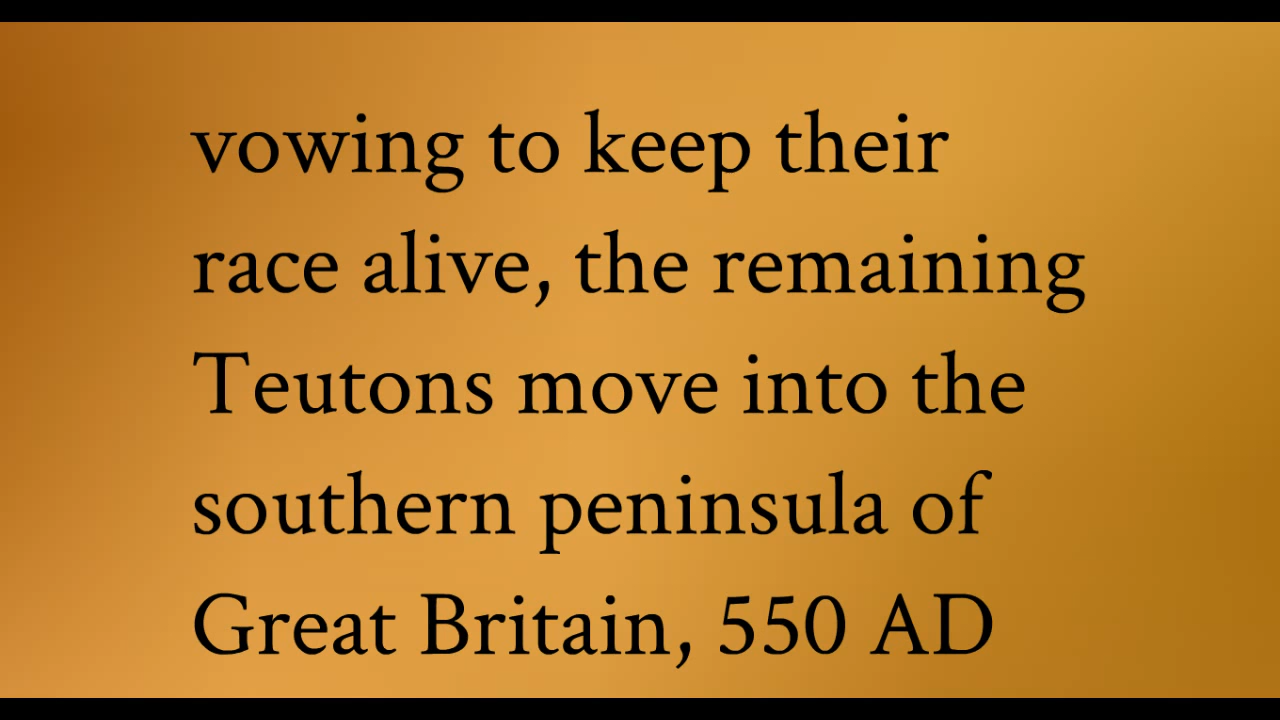 vowing to keep their
race alive, the remaining
Teutons move into the
southern peninsula of
Great Britain, 550 AD